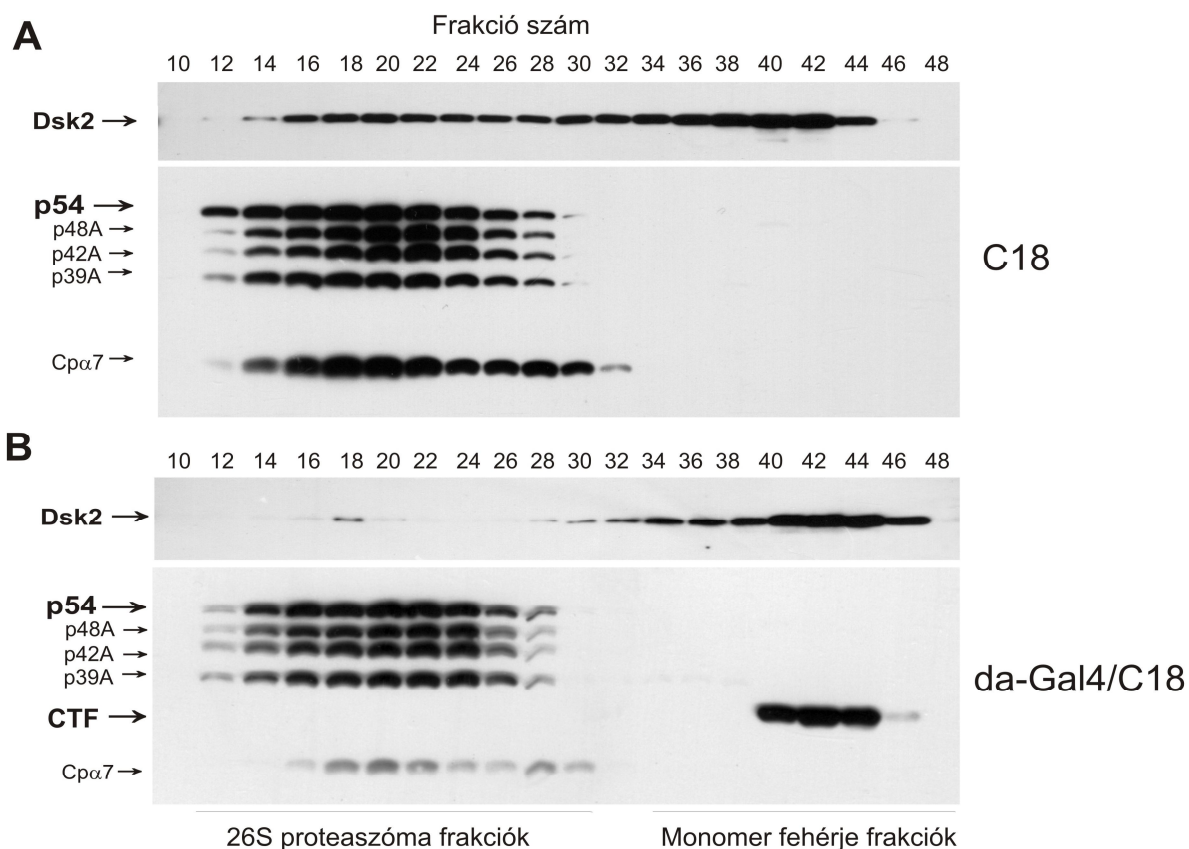 A
Frakció szám
10 12 14 16 18 20 22 24 26 28 30 32 34 36 38 40 42 44 46 48
Dsk2
p54
p48A
p42A
p39A
Cpα7
C18
B
10 12 14 16 18 20 22 24 26 28 30 32 34 36 38 40 42 44 46 48
Dsk2
p54
p48A
p42A
p39A
CTF
Cpα7
da-Gal4/C18
26S proteaszóma frakciók
Monomer fehérje frakciók